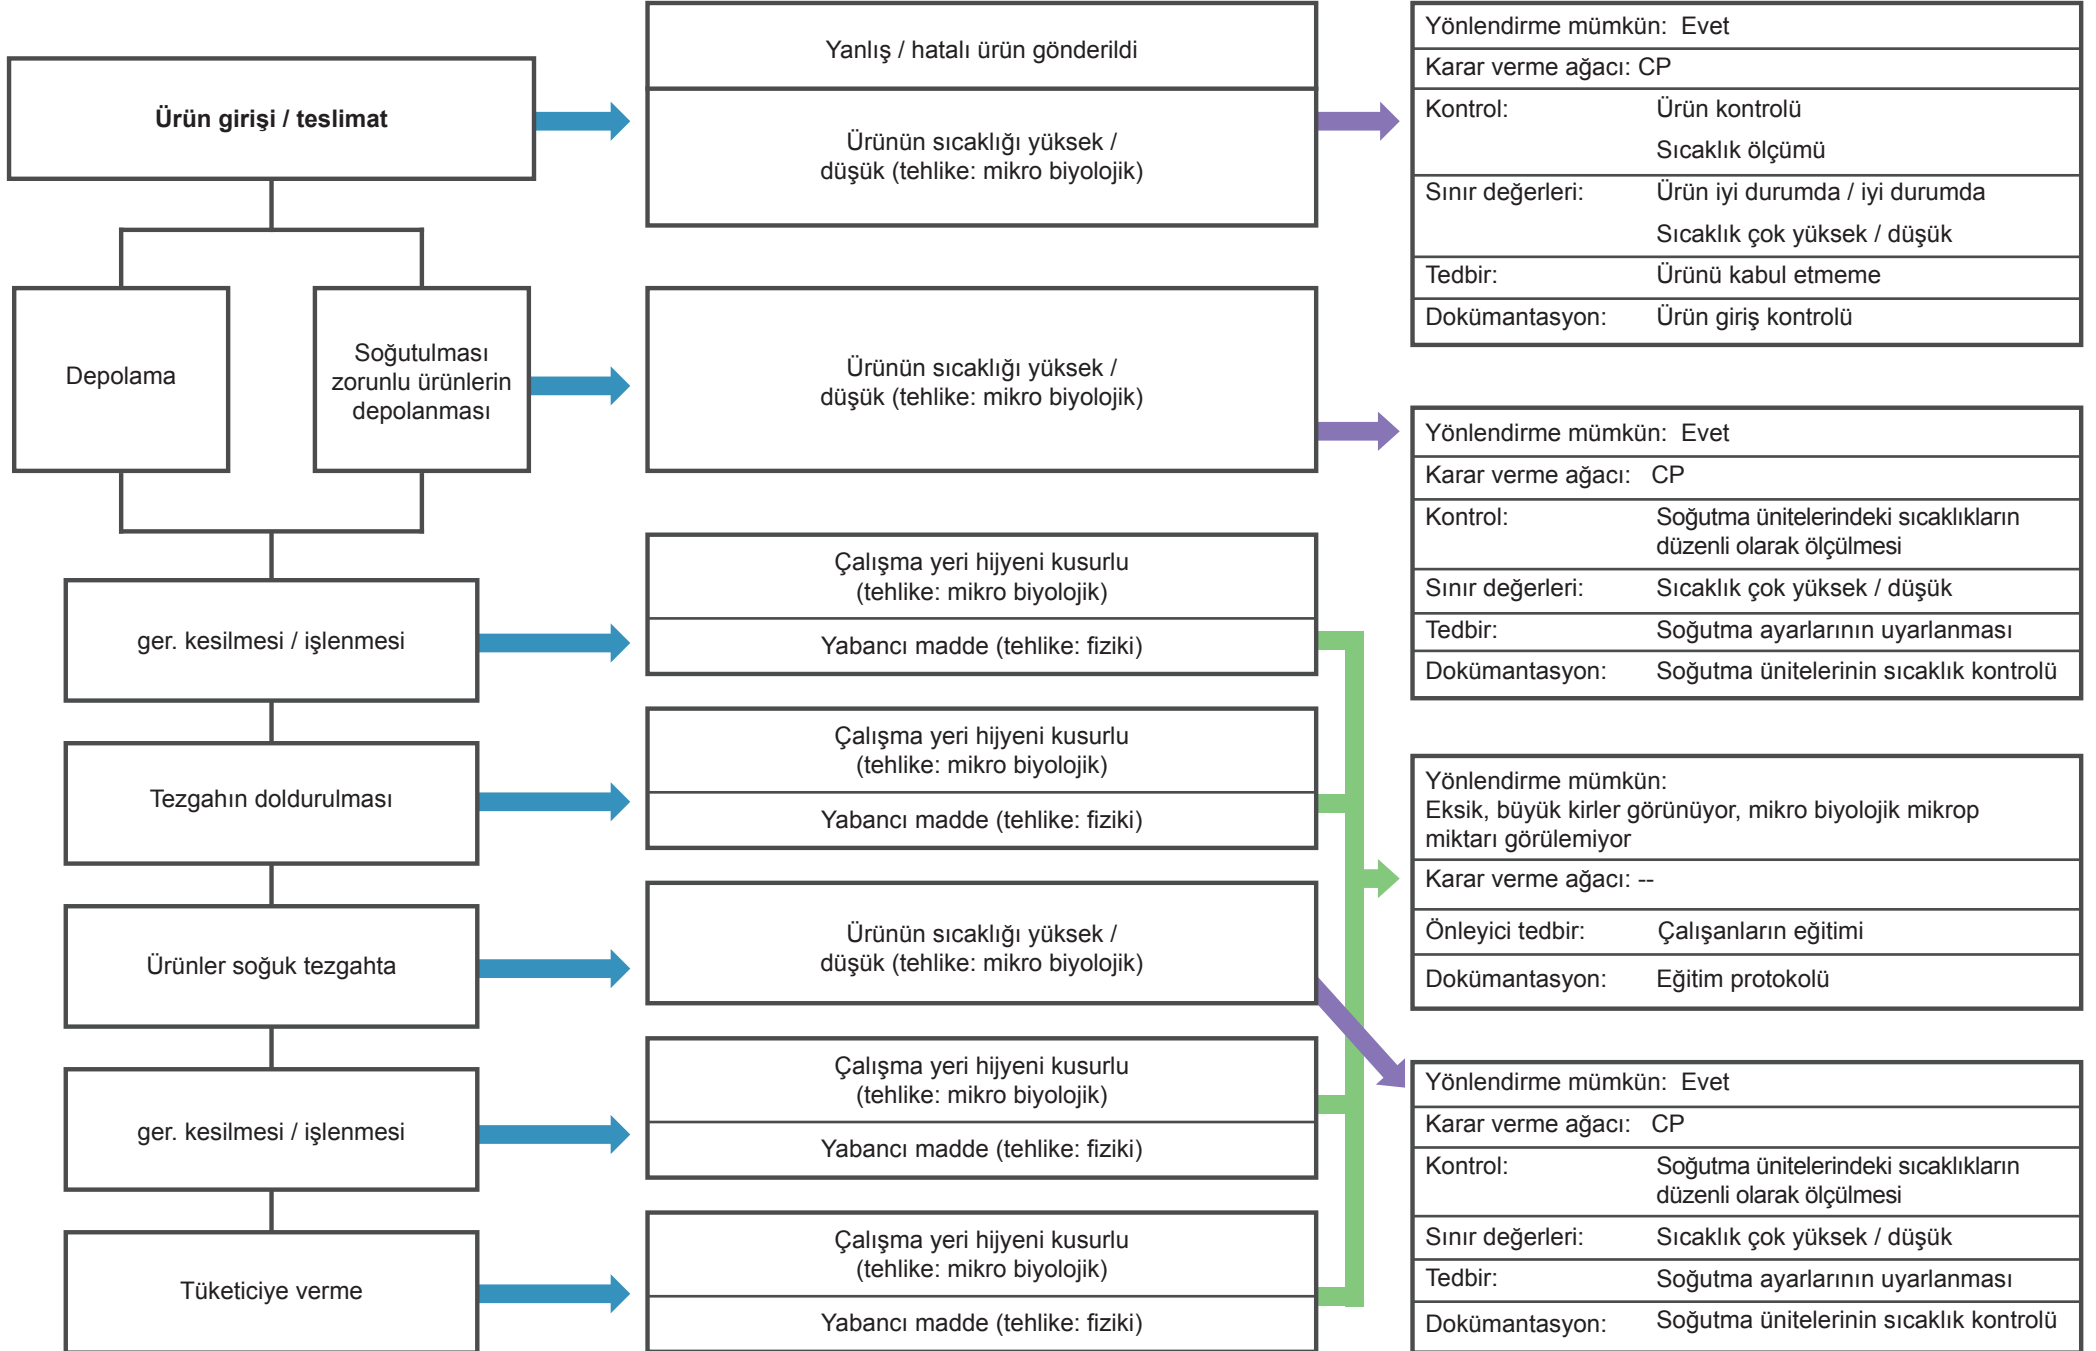 Ürün girişi / teslimat
Depolama
Soğutulması
zorunlu ürünlerin
depolanması
ger. kesilmesi / işlenmesi
Tezgahın doldurulması
Ürünler soğuk tezgahta
ger. kesilmesi / işlenmesi
Tüketiciye verme
Yanlış / hatalı ürün gönderildi
Ürünün sıcaklığı yüksek /
düşük (tehlike: mikro biyolojik)
Ürünün sıcaklığı yüksek /
düşük (tehlike: mikro biyolojik)
Çalışma yeri hijyeni kusurlu
(tehlike: mikro biyolojik)
Yabancı madde (tehlike: fiziki)
Çalışma yeri hijyeni kusurlu
(tehlike: mikro biyolojik)
Yabancı madde (tehlike: fiziki)
Ürünün sıcaklığı yüksek /
düşük (tehlike: mikro biyolojik)
Çalışma yeri hijyeni kusurlu
(tehlike: mikro biyolojik)
Yabancı madde (tehlike: fiziki)
Çalışma yeri hijyeni kusurlu
(tehlike: mikro biyolojik)
Yabancı madde (tehlike: fiziki)
Yönlendirme mümkün: Evet
Karar verme ağacı: CP
Kontrol: Ürün kontrolü
Sıcaklık ölçümü
Sınır değerleri: Ürün iyi durumda / iyi durumda
Sıcaklık çok yüksek / düşük
Tedbir: Ürünü kabul etmeme
Dokümantasyon: Ürün giriş kontrolü
Yönlendirme mümkün: Evet
Karar verme ağacı: CP
Kontrol: Soğutma ünitelerindeki sıcaklıkların
düzenli olarak ölçülmesi
Sınır değerleri: Sıcaklık çok yüksek / düşük
Tedbir: Soğutma ayarlarının uyarlanması
Dokümantasyon: Soğutma ünitelerinin sıcaklık kontrolü
Yönlendirme mümkün:
Eksik, büyük kirler görünüyor, mikro biyolojik mikrop
miktarı görülemiyor
Karar verme ağacı: --
Önleyici tedbir: Çalışanların eğitimi
Dokümantasyon: Eğitim protokolü
Yönlendirme mümkün: Evet
Karar verme ağacı: CP
Kontrol: Soğutma ünitelerindeki sıcaklıkların
düzenli olarak ölçülmesi
Sınır değerleri: Sıcaklık çok yüksek / düşük
Tedbir: Soğutma ayarlarının uyarlanması
Dokümantasyon: Soğutma ünitelerinin sıcaklık kontrolü